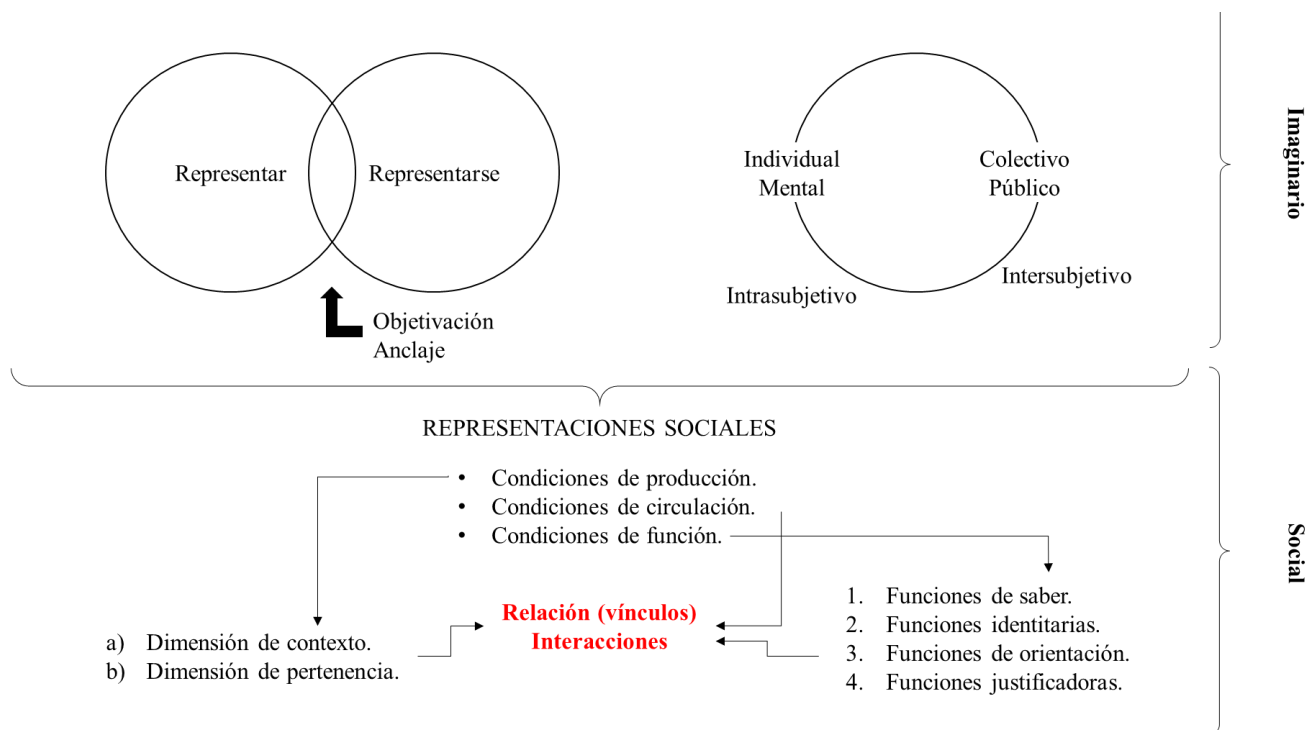 Representar
Representarse
Objetivación
Anclaje
Individual
Mental
Colectivo
Público
Intrasubjetivo
Intersubjetivo
Imaginario
REPRESENTACIONES SOCIALES
• Condiciones de producción.
• Condiciones de circulación.
• Condiciones de función.
a) Dimensión de contexto.
b) Dimensión de pertenencia.
Relación (vínculos)
Interacciones
1. Funciones de saber.
2. Funciones identitarias.
3. Funciones de orientación.
4. Funciones justificadoras.
Social